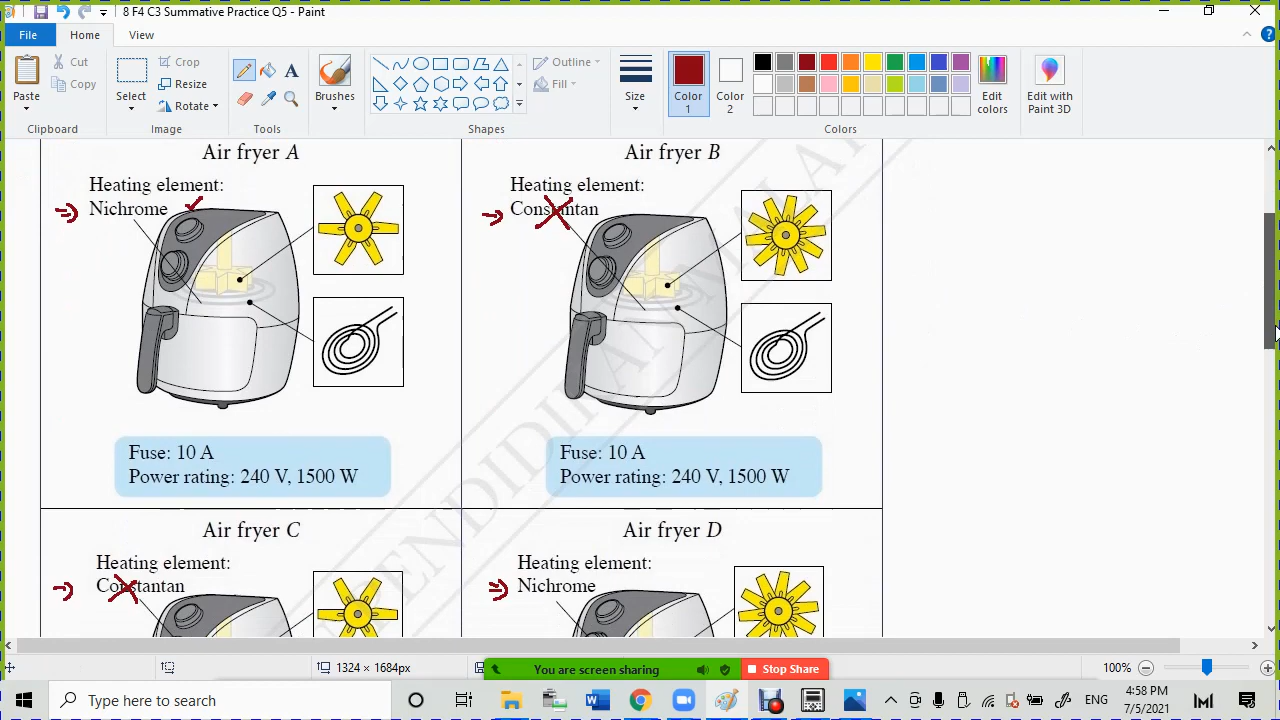 8 F4 C3 Summative Practice Q5 - Paint
File
Home
View
Paste
Cut
Copy
Clipboard
Select
Crop
Resize
Rotate
Image
Tools
Brushes
Shapes
Outline
Fill
Size
Color 1
Color 2
Edit colors
Edit with Paint 3D
Colors
Air fryer A
Heating element:
Nichrome
Fuse: 10 A
Power rating: 240 V, 1500 W
Air fryer B
Heating element:
Constantan
Fuse: 10 A
Power rating: 240 V, 1500 W
Air fryer C
Heating element:
Constantan
Air fryer D
Heating element:
Nichrome
1324 × 1684px
You are screen sharing
Stop Share
100%
Type here to search
ENG
4:58 PM
7/5/2021